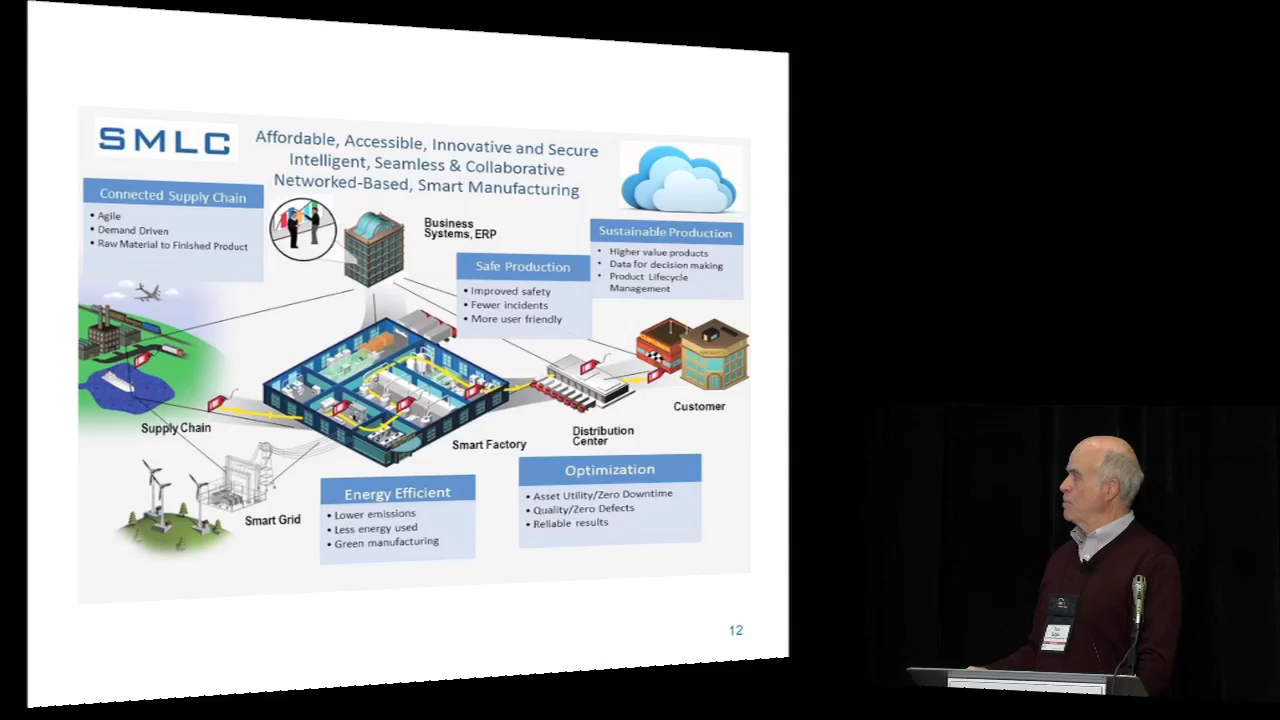 SMLC
Affordable, Accessible, Innovative and Secure
Intelligent, Seamless & Collaborative
Networked-Based, Smart Manufacturing
Connected Supply Chain
• Agile
• Demand Driven
• Raw Material to Finished Product
Business
Systems, ERP
Sustainable Production
• Higher value products
• Data for decision making
• Product Lifecycle
Management
Safe Production
• Improved safety
• Fewer incidents
• More user friendly
Customer
Supply Chain
Smart Factory
Distribution
Center
Smart Grid
Energy Efficient
• Lower emissions
• Less energy used
• Green manufacturing
Optimization
• Asset Utility/Zero Downtime
• Quality/Zero Defects
• Reliable results
12